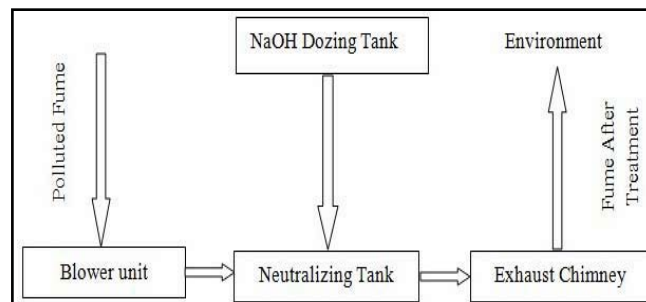 NaOH Dozing Tank
Environment
Polluted Fume
Fume After
Treatment
Blower unit
Neutralizing Tank
Exhaust Chimney